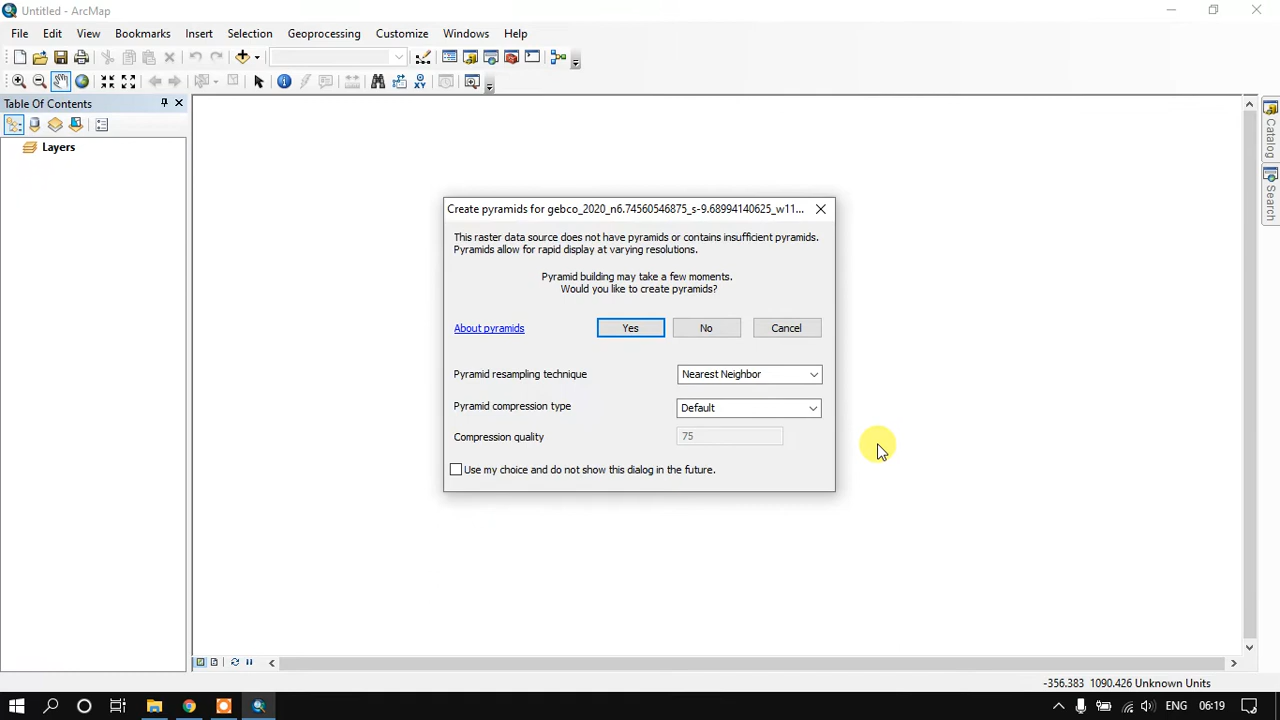 Untitled - ArcMap
File Edit View Bookmarks Insert Selection Geoprocessing Customize Windows Help
Table Of Contents
Layers
Create pyramids for gebco_2020_n6.74560546875_s-9.68994140625_w11...
This raster data source does not have pyramids or contains insufficient pyramids.
Pyramids allow for rapid display at varying resolutions.
Pyramid building may take a few moments.
Would you like to create pyramids?
About pyramids Yes No Cancel
Pyramid resampling technique Nearest Neighbor
Pyramid compression type Default
Compression quality 75
Use my choice and do not show this dialog in the future.
Catalog
Search
-356.383 1090.426 Unknown Units
ENG 06:19